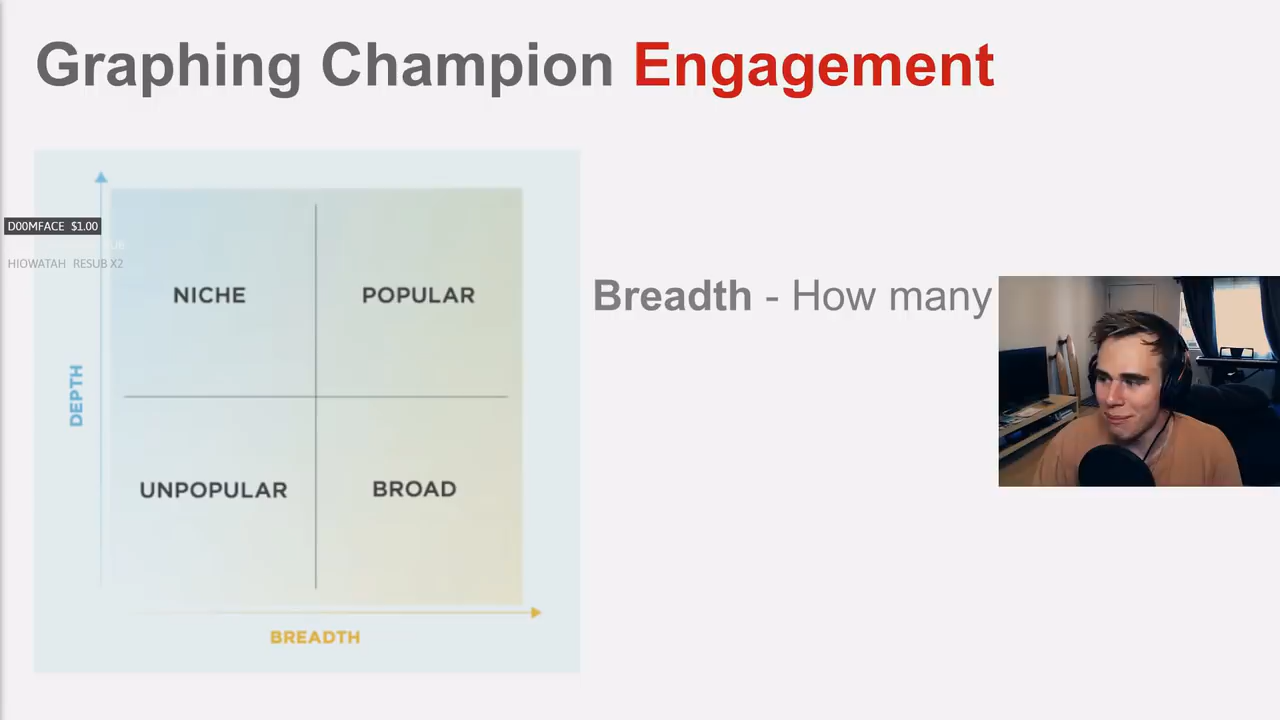 Graphing Champion Engagement
D00MFACE $1.00
HIOWATAH RESUB X2
NICHE
POPULAR
Breadth - How many
DEPTH
UNPOPULAR
BROAD
BREADTH